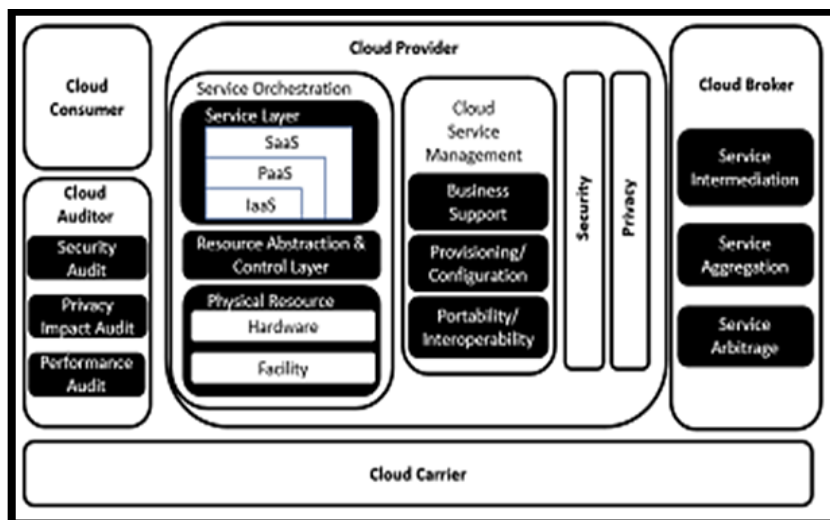 Cloud
Consumer
Cloud
Auditor
Security
Audit
Privacy
Impact Audit
Performance
Audit
Cloud Provider
Service Orchestration
Service Layer
SaaS
PaaS
IaaS
Resource Abstraction &
Control Layer
Physical Resource
Hardware
Facility
Cloud
Service
Management
Business
Support
Provisioning/
Configuration
Portability/
Interoperability
Security
Privacy
Cloud Broker
Service
Intermediation
Service
Aggregation
Service
Arbitrage
Cloud Carrier